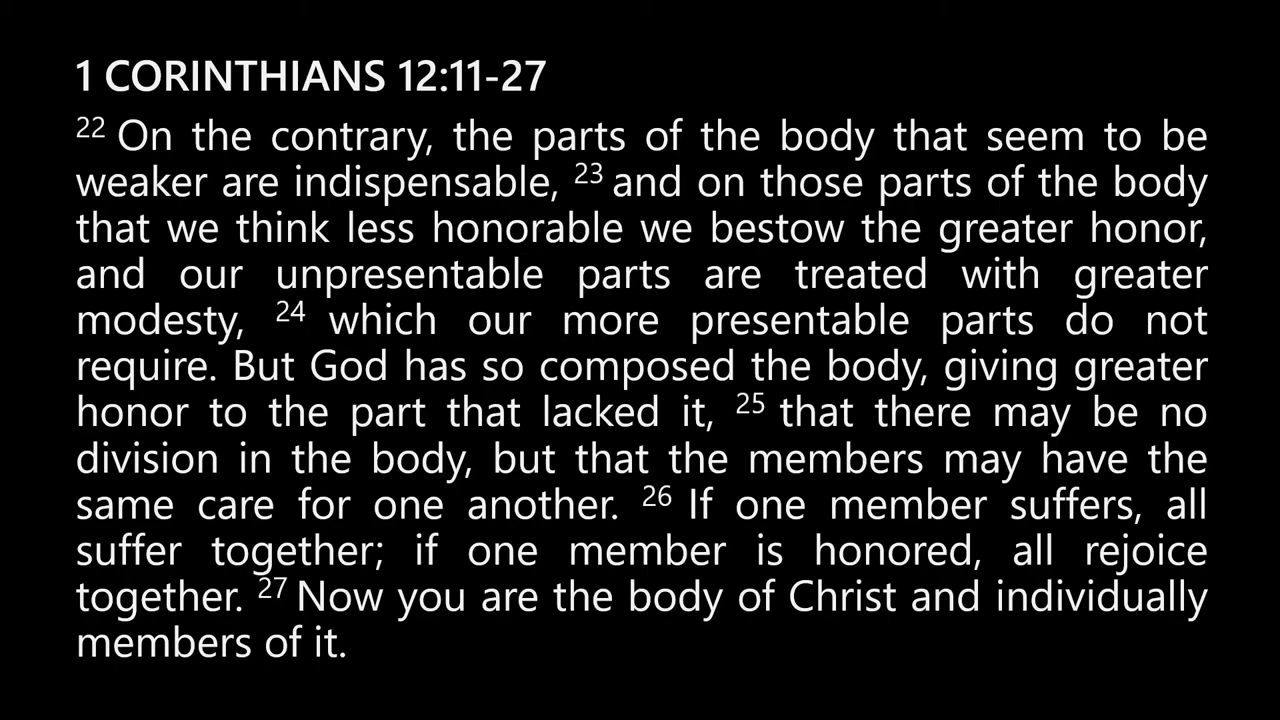 1 CORINTHIANS 12:11-27
22 On the contrary, the parts of the body that seem to be
weaker are indispensable, 23 and on those parts of the body
that we think less honorable we bestow the greater honor,
and our unpresentable parts are treated with greater
modesty, 24 which our more presentable parts do not
require. But God has so composed the body, giving greater
honor to the part that lacked it, 25 that there may be no
division in the body, but that the members may have the
same care for one another. 26 If one member suffers, all
suffer together; if one member is honored, all rejoice
together. 27 Now you are the body of Christ and individually
members of it.